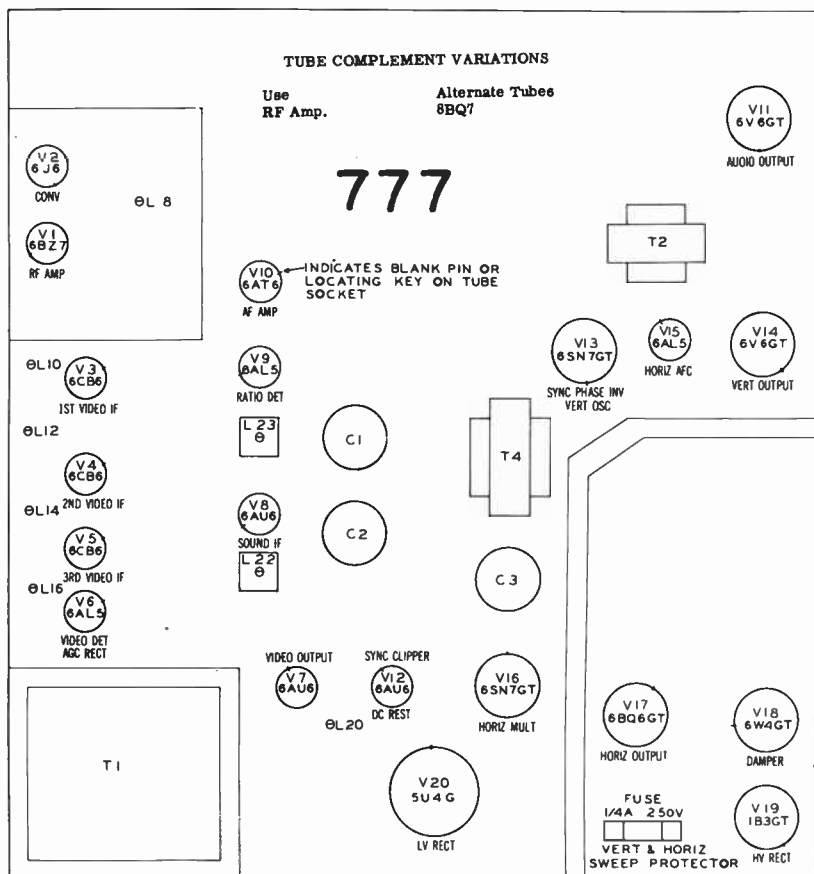 TUBE COMPLEMENT VARIATIONS
Use Alternate Tubes
RF Amp. 8BQ7
777
V11
6V6GT
AUDIO OUTPUT
V2
6J6
CONV
θL 8
V1
6BZ7
RF AMP
T2
V10
6AT6
AF AMP
INDICATES BLANK PIN OR
LOCATING KEY ON TUBE
SOCKET
V13
6SN7GT
SYNC PHASE INV
VERT OSC
V15
6AL5
HORIZ AFC
V14
6V6GT
VERT OUTPUT
θL10
V3
6CB6
1ST VIDEO IF
V9
6AL5
RATIO DET
θL12
L 23
θ
C1
T4
V4
6CB6
2ND VIDEO IF
θL14
V8
6AU6
SOUND IF
C2
V5
6CB6
3RD VIDEO IF
L 22
θ
C3
θL16
V6
6AL5
VIDEO DET
AGC RECT
VIDEO OUTPUT
V7
6AU6
SYNC CLIPPER
V12
6AU6
DC REST
V16
6SN7GT
HORIZ MULT
θL20
V17
6BQ6GT
HORIZ OUTPUT
V18
6W4GT
DAMPER
T1
V20
5U4G
LV RECT
FUSE
1/4A 250V
VERT & HORIZ
SWEEP PROTECTOR
V19
1B3GT
HV RECT